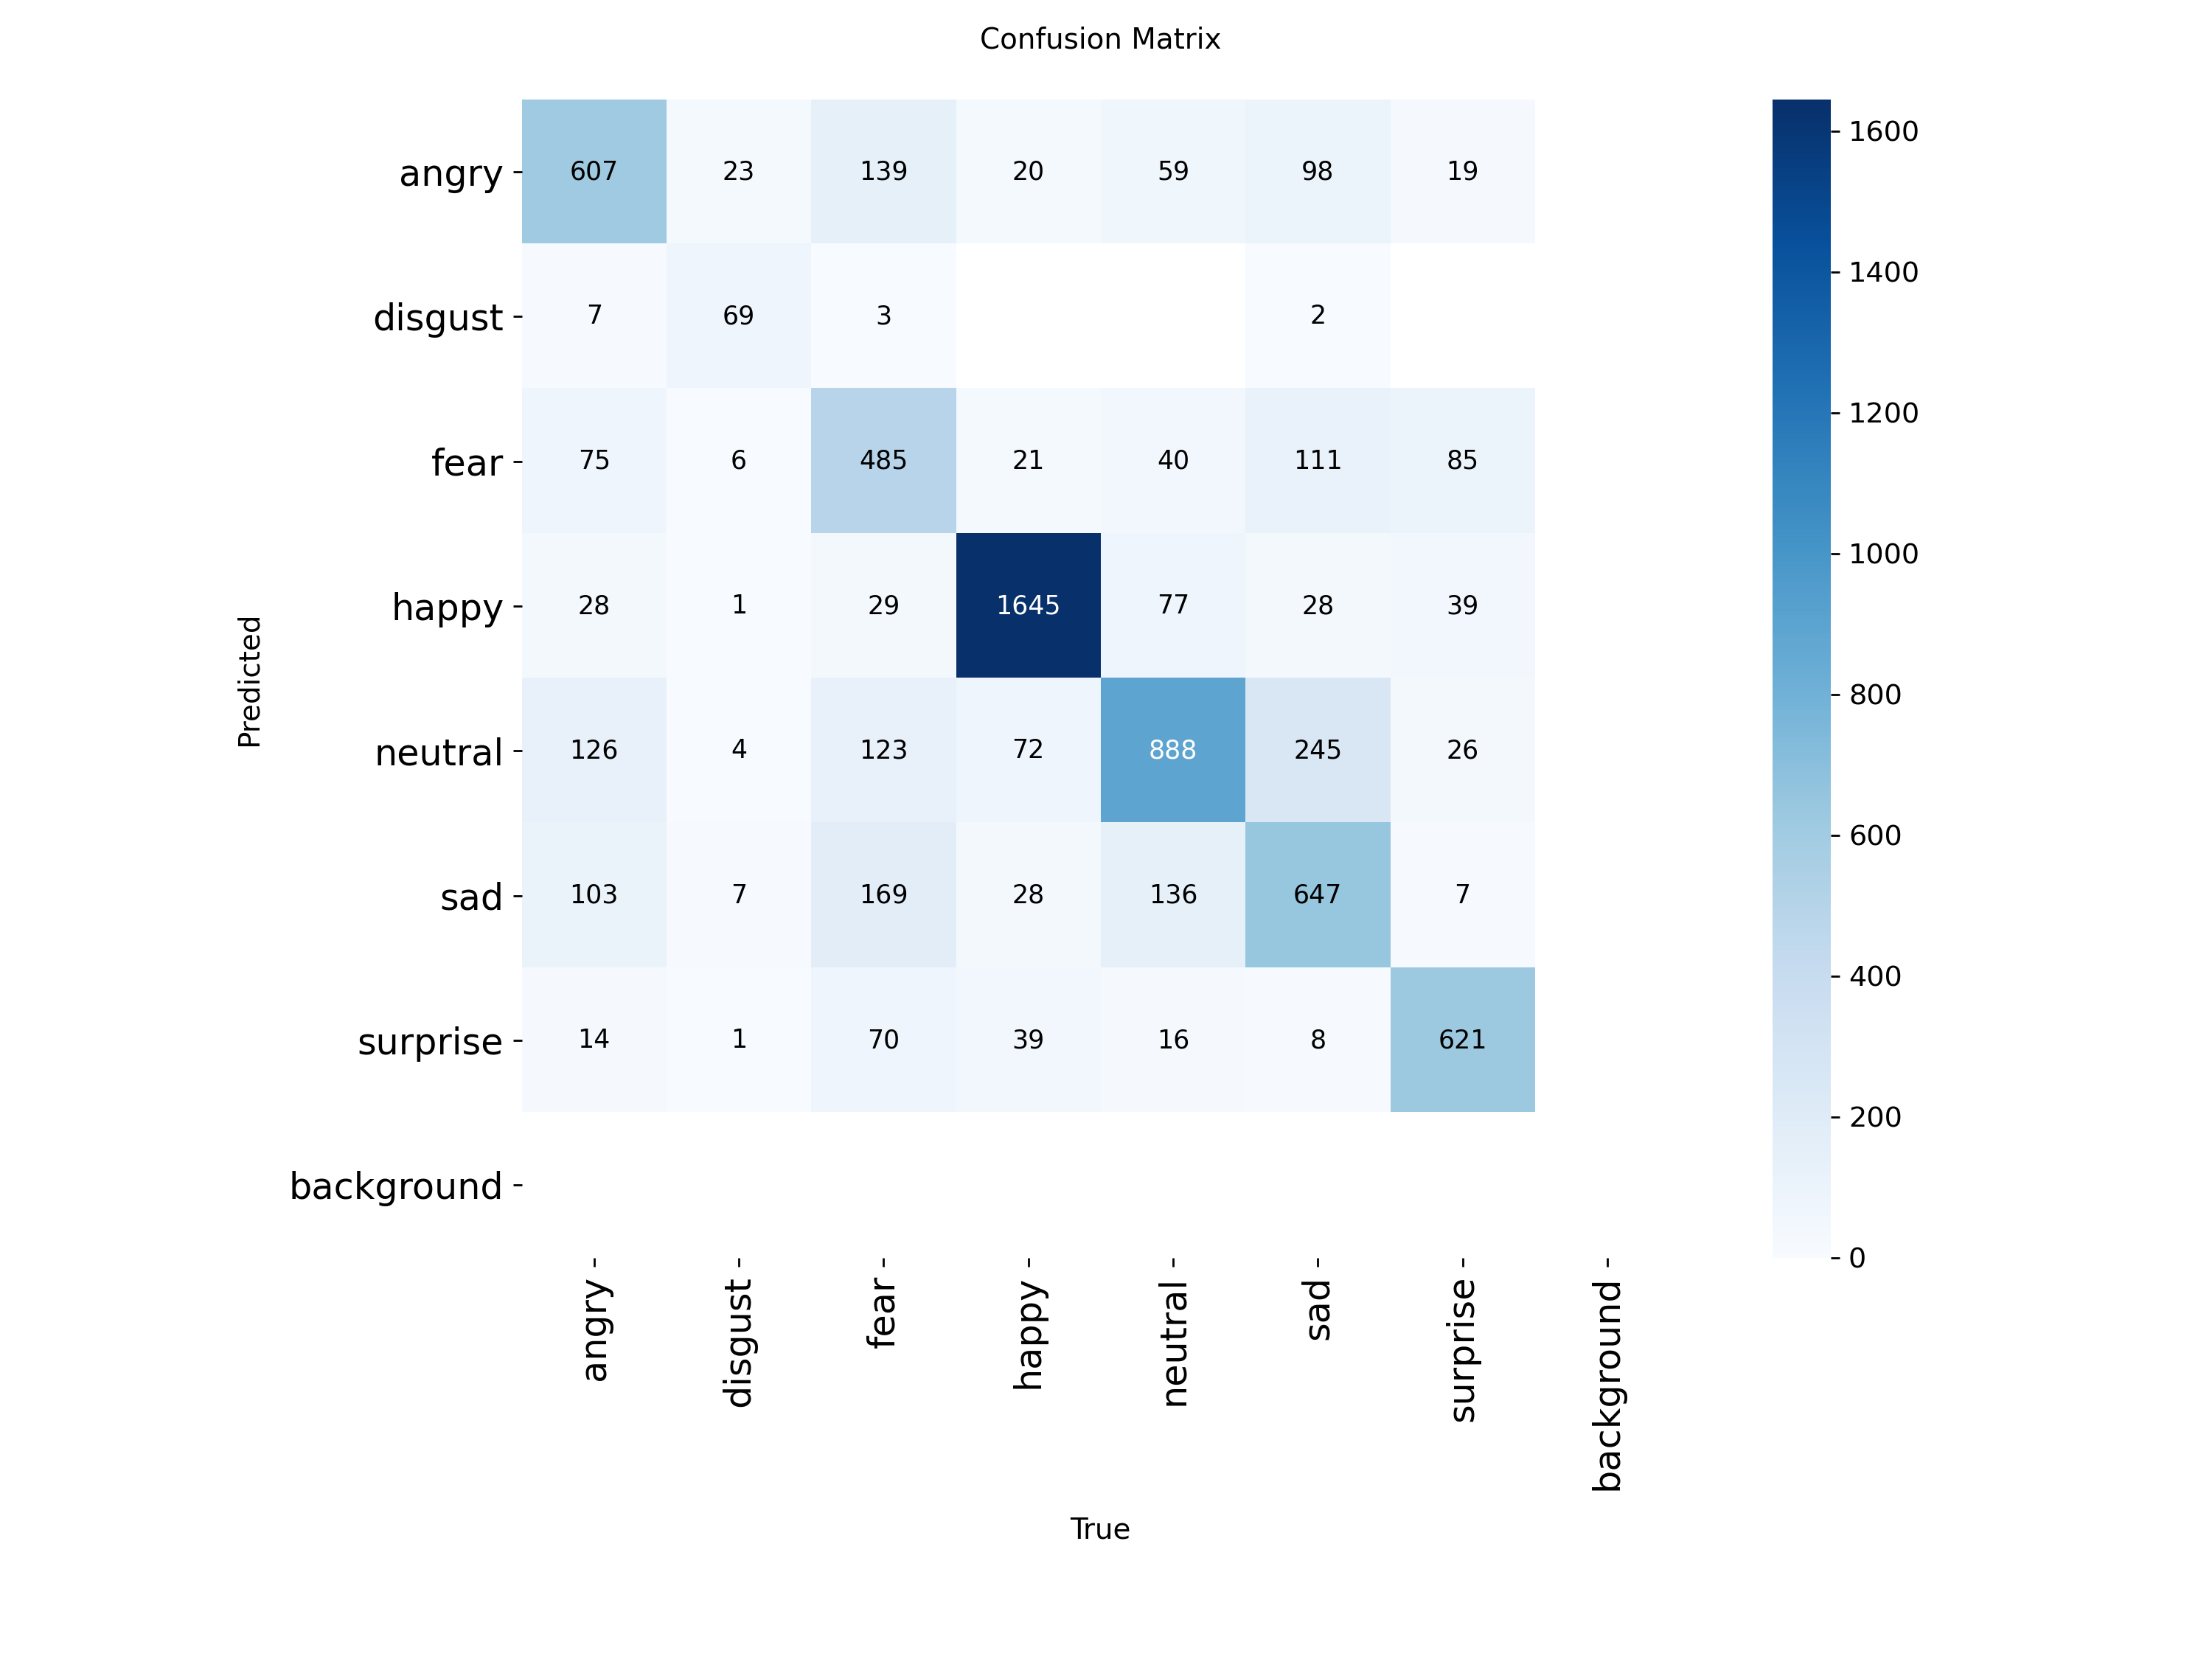 Confusion Matrix
angry 607 23 139 20 59 98 19
disgust 7 69 3 2
fear 75 6 485 21 40 111 85
happy 28 1 29 1645 77 28 39
neutral 126 4 123 72 888 245 26
sad 103 7 169 28 136 647 7
surprise 14 1 70 39 16 8 621
background
Predicted
angry disgust fear happy neutral sad surprise background
True
1600
1400
1200
1000
800
600
400
200
0